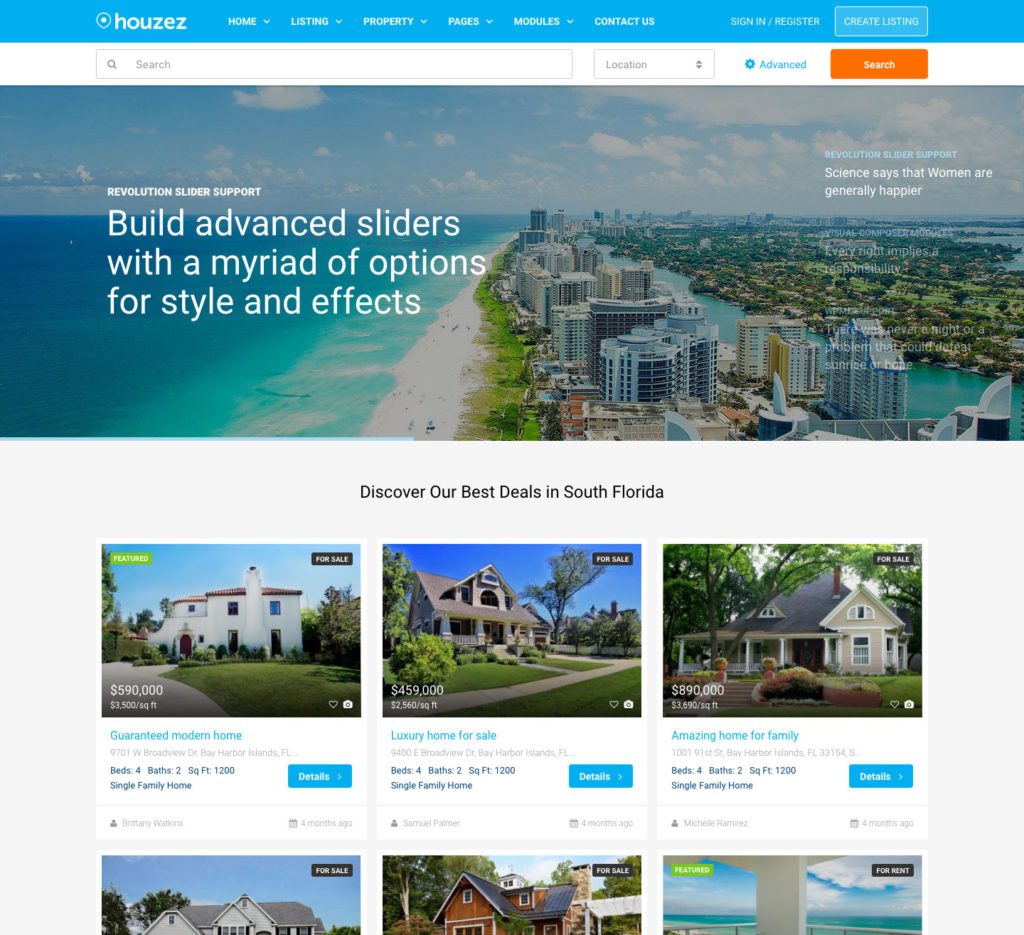 houzez
HOME LISTING PROPERTY PAGES MODULES CONTACT US SIGN IN / REGISTER CREATE LISTING
Search Location Advanced Search
REVOLUTION SLIDER SUPPORT
Build advanced sliders
with a myriad of options
for style and effects
REVOLUTION SLIDER SUPPORT
Science says that Women are
generally happier
VISUAL COMPOSER MODULES
Every right implies a
responsibility
WPML SUPPORT
There was never a night or a
problem that could defeat
sunrise or hope.
Discover Our Best Deals in South Florida
FEATURED FOR SALE
$590,000
$3,500/sq ft
Guaranteed modern home
9701 W Broadview Dr, Bay Harbor Islands, FL...
Beds: 4 Baths: 2 Sq Ft: 1200
Single Family Home
Details
Brittany Watkins 4 months ago
FOR SALE
$459,000
$2,560/sq ft
Luxury home for sale
9400 E Broadview Dr, Bay Harbor Islands, FL ...
Beds: 4 Baths: 2 Sq Ft: 1200
Single Family Home
Details
Samuel Palmer 4 months ago
FOR SALE
$890,000
$3,690/sq ft
Amazing home for family
1001 91st St, Bay Harbor Islands, FL 33154, S...
Beds: 4 Baths: 2 Sq Ft: 1200
Single Family Home
Details
Michelle Ramirez 4 months ago
FOR SALE
FOR SALE
FEATURED FOR RENT